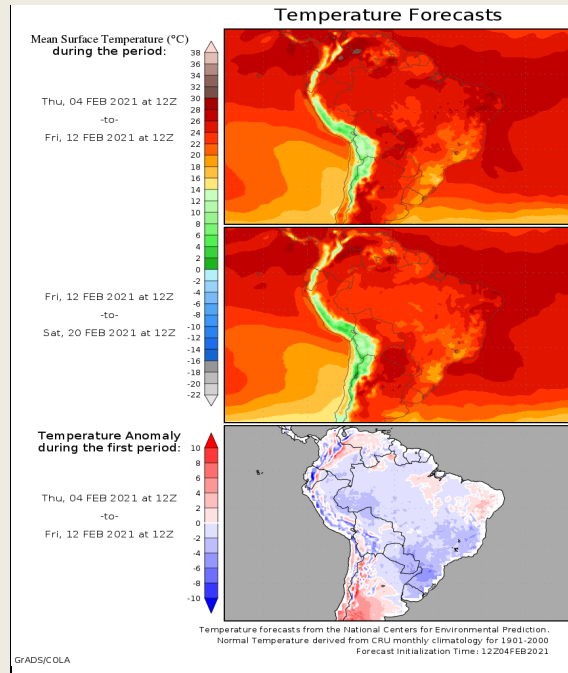 Temperature Forecasts
Mean Surface Temperature (°C)
during the period:
Thu, 04 FEB 2021 at 12Z
-to-
Fri, 12 FEB 2021 at 12Z
38
36
34
32
30
28
26
24
22
20
18
16
14
12
10
8
6
4
2
0
-2
-4
-6
-8
-10
-12
-14
-16
-18
-20
-22
Fri, 12 FEB 2021 at 12Z
-to-
Sat, 20 FEB 2021 at 12Z
Temperature Anomaly
during the first period:
Thu, 04 FEB 2021 at 12Z
-to-
Fri, 12 FEB 2021 at 12Z
10
8
6
4
2
0
-2
-4
-6
-8
-10
Temperature forecasts from the National Centers for Environmental Prediction.
Normal Temperature derived from CRU monthly climatology for 1901-2000
Forecast Initialization Time: 12Z04FEB2021
GrADS/COLA